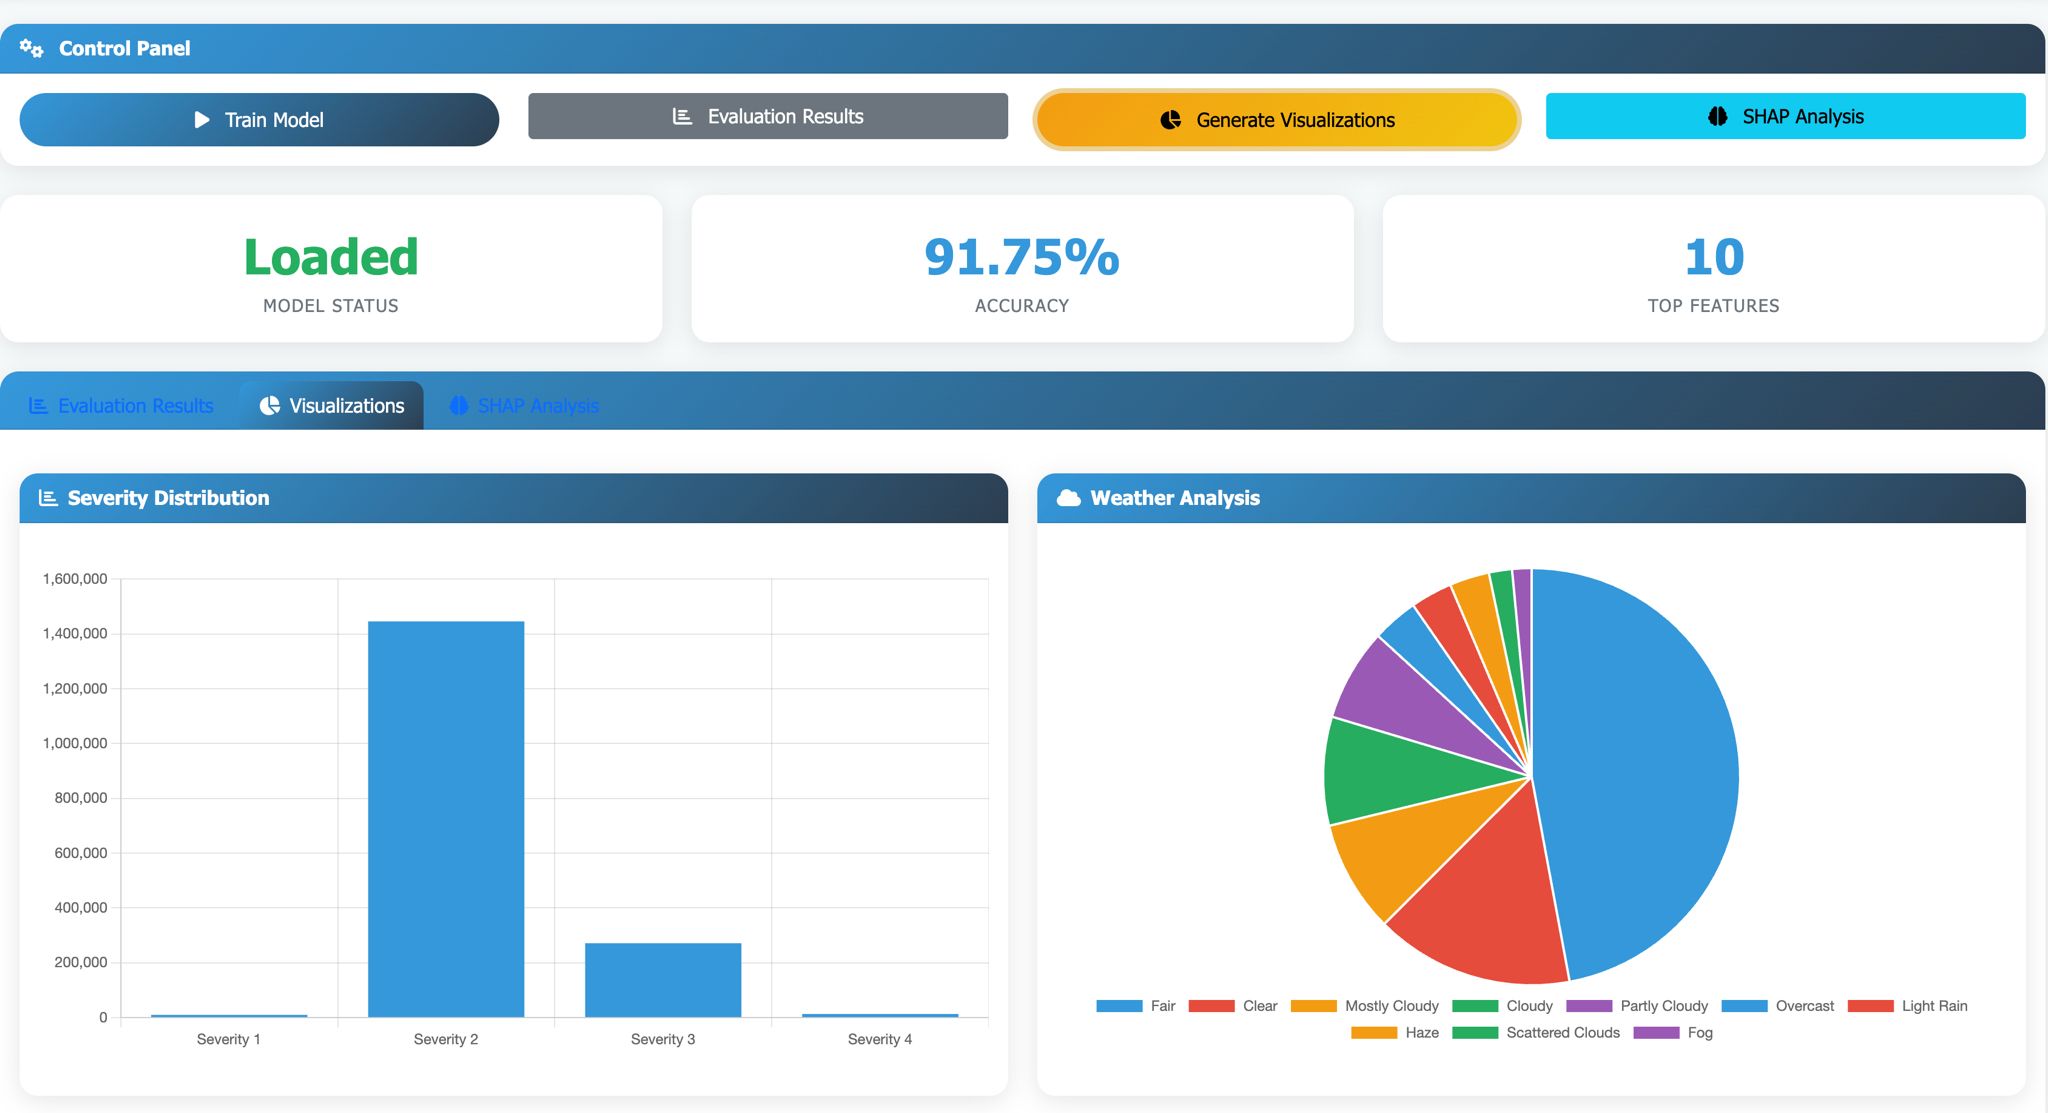 Control Panel
Train Model
Evaluation Results
Generate Visualizations
SHAP Analysis
Loaded
MODEL STATUS
91.75%
ACCURACY
10
TOP FEATURES
Evaluation Results
Visualizations
SHAP Analysis
Severity Distribution
1,600,000
1,400,000
1,200,000
1,000,000
800,000
600,000
400,000
200,000
0
Severity 1 Severity 2 Severity 3 Severity 4
Weather Analysis
Fair Clear Mostly Cloudy Cloudy Partly Cloudy Overcast Light Rain
Haze Scattered Clouds Fog